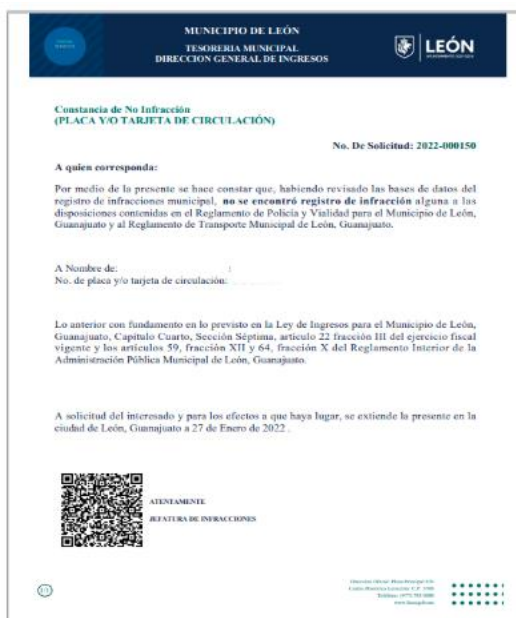 MUNICIPIO DE LEÓN
TESORERIA MUNICIPAL
DIRECCION GENERAL DE INGRESOS
LEÓN
Constancia de No Infracción
(PLACA Y/O TARJETA DE CIRCULACIÓN)
No. De Solicitud: 2022-000150
A quien corresponda:
Por medio de la presente se hace constar que, habiendo revisado las bases de datos del
registro de infracciones municipal, no se encontró registro de infracción alguna a las
disposiciones contenidas en el Reglamento de Policía y Vialidad para el Municipio de León,
Guanajuato y al Reglamento de Transporte Municipal de León, Guanajuato.
A Nombre de:
No. de placa y/o tarjeta de circulación:
Lo anterior con fundamento en lo previsto en la Ley de Ingresos para el Municipio de León,
Guanajuato, Capítulo Cuarto, Sección Séptima, artículo 22 fracción III del ejercicio fiscal
vigente y los artículos 59, fracción XII y 64, fracción X del Reglamento Interior de la
Administración Pública Municipal de León, Guanajuato.
A solicitud del interesado y para los efectos a que haya lugar, se extiende la presente en la
ciudad de León, Guanajuato a 27 de Enero de 2022 .
ATENTAMENTE
JEFATURA DE INFRACCIONES